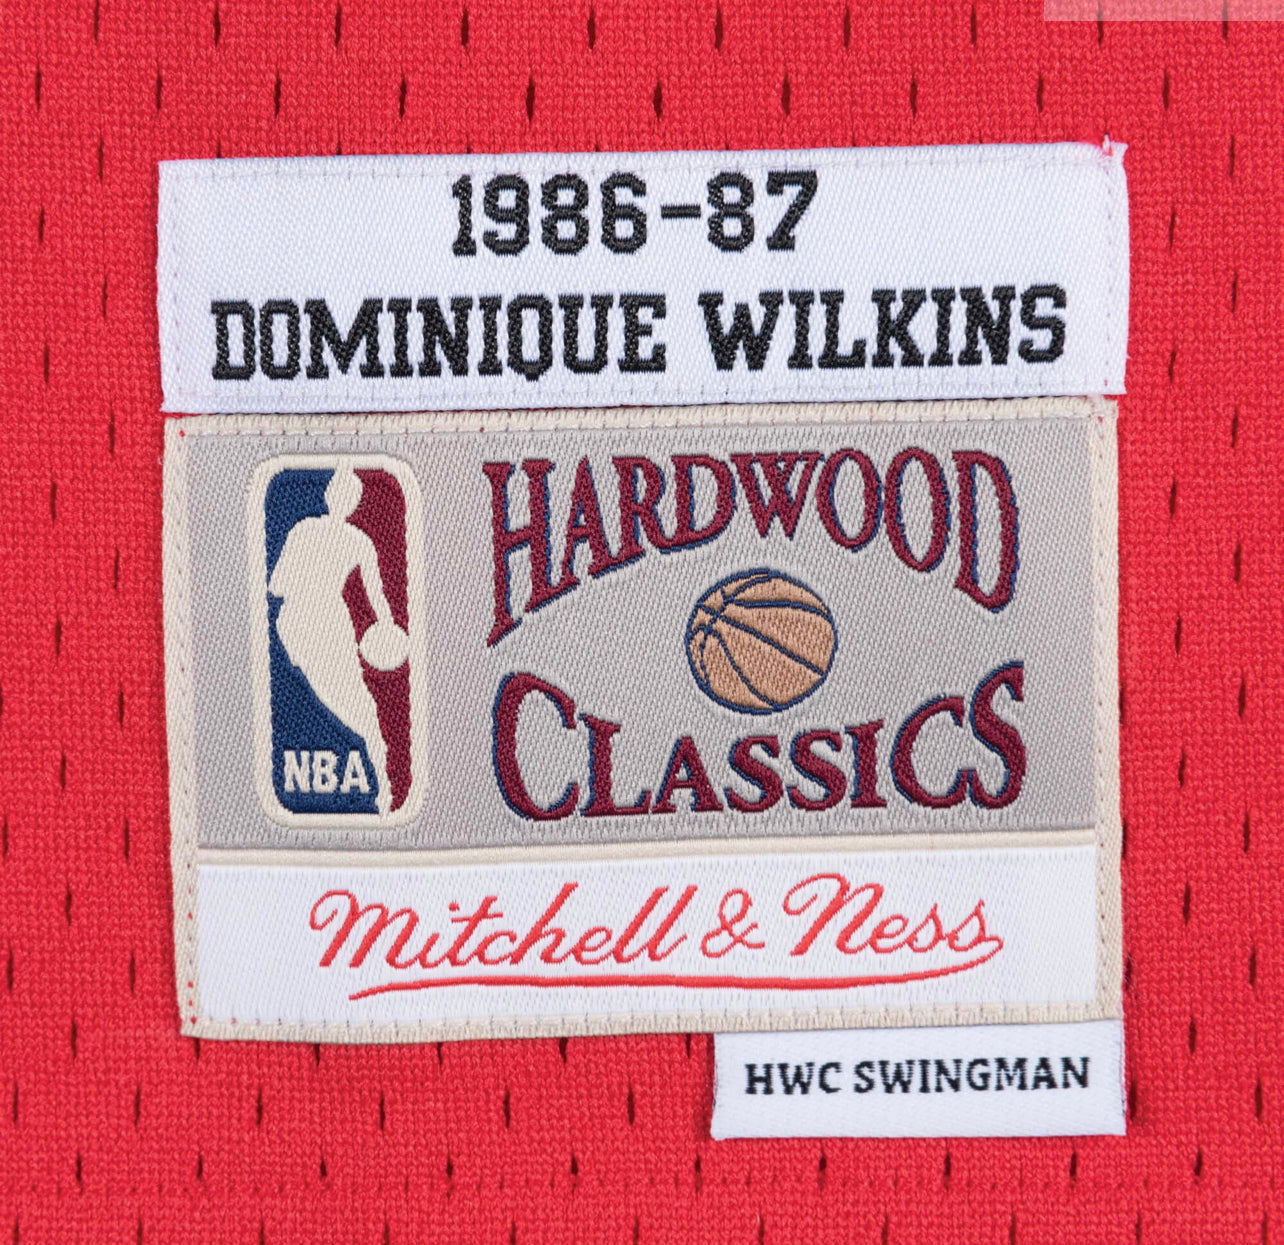 1986-87
DOMINIQUE WILKINS
HARDWOOD
CLASSICS
NBA
Mitchell & Ness
HWC SWINGMAN